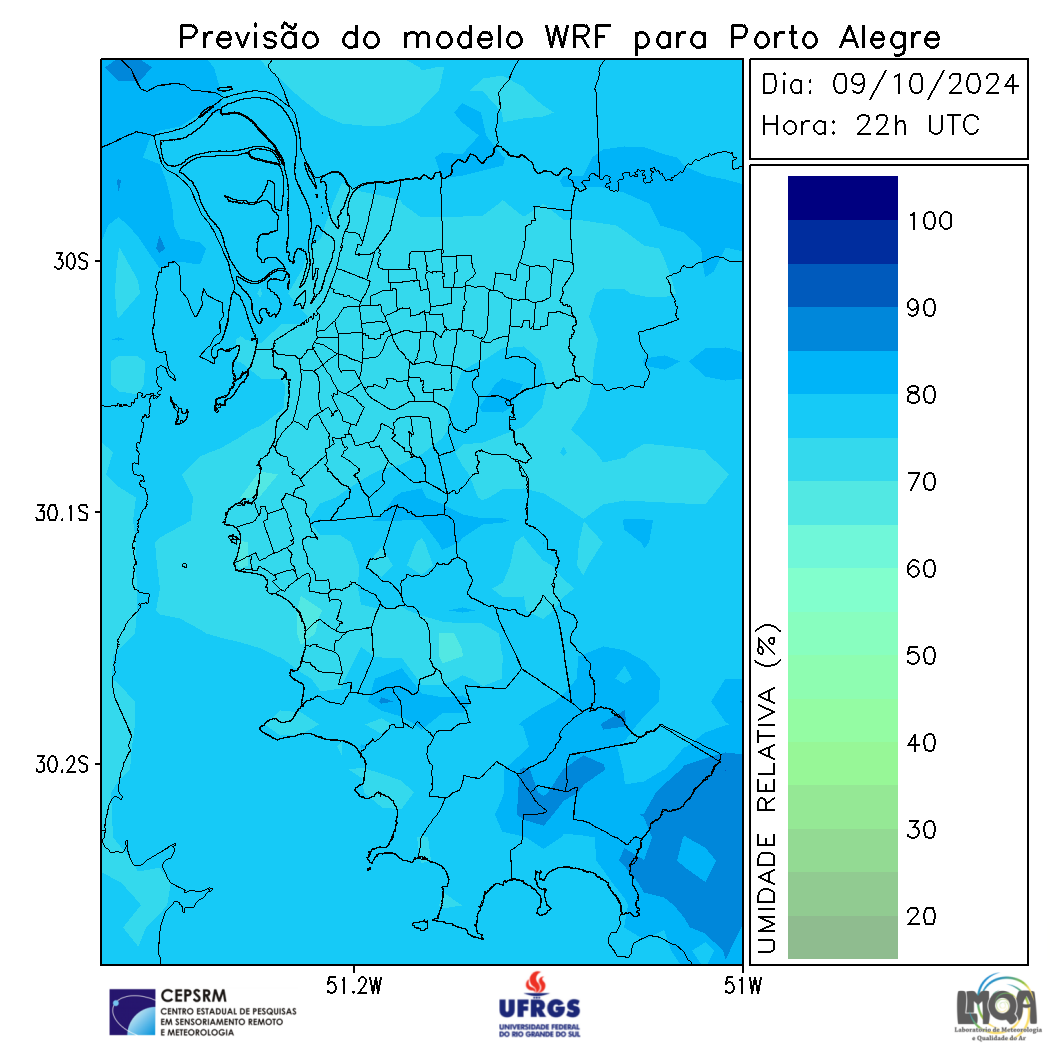 Previsão do modelo WRF para Porto Alegre
Dia: 09/10/2024
Hora: 22h UTC
30S
30.1S
30.2S
51.2W
51W
100
90
80
70
60
50
40
30
20
UMIDADE RELATIVA (%)
CEPSRM
CENTRO ESTADUAL DE PESQUISAS
EM SENSORIAMENTO REMOTO
E METEOROLOGIA
UFRGS
UNIVERSIDADE FEDERAL
DO RIO GRANDE DO SUL
LMQA
Laboratório de Meteorologia
e Qualidade do Ar